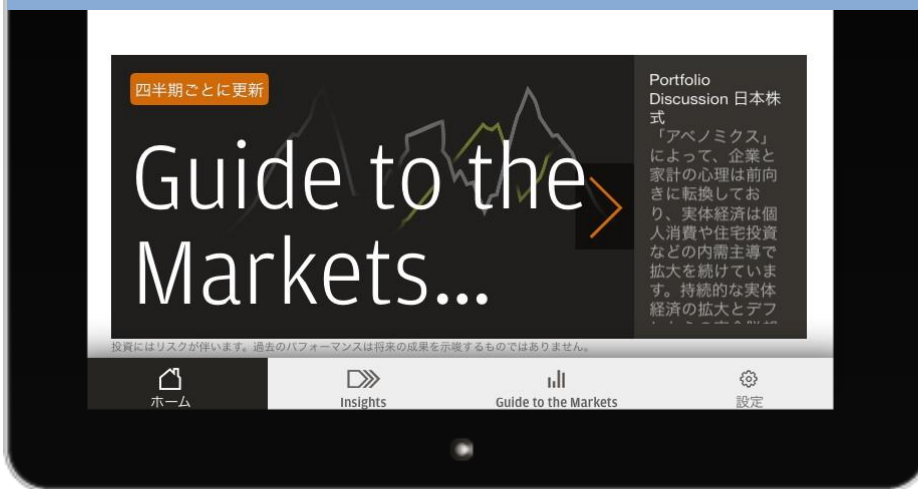 四半期ごとに更新
Guide to the
Markets...
Portfolio
Discussion 日本株
式
「アベノミクス」
によって、企業と
家計の心理は前向
きに転換してお
り、実体経済は個
人消費や住宅投資
などの内需主導で
拡大を続けていま
す。持続的な実体
経済の拡大とデフ
投資にはリスクが伴います。過去のパフォーマンスは将来の成果を示唆するものではありません。
ホーム
Insights
Guide to the Markets
設定